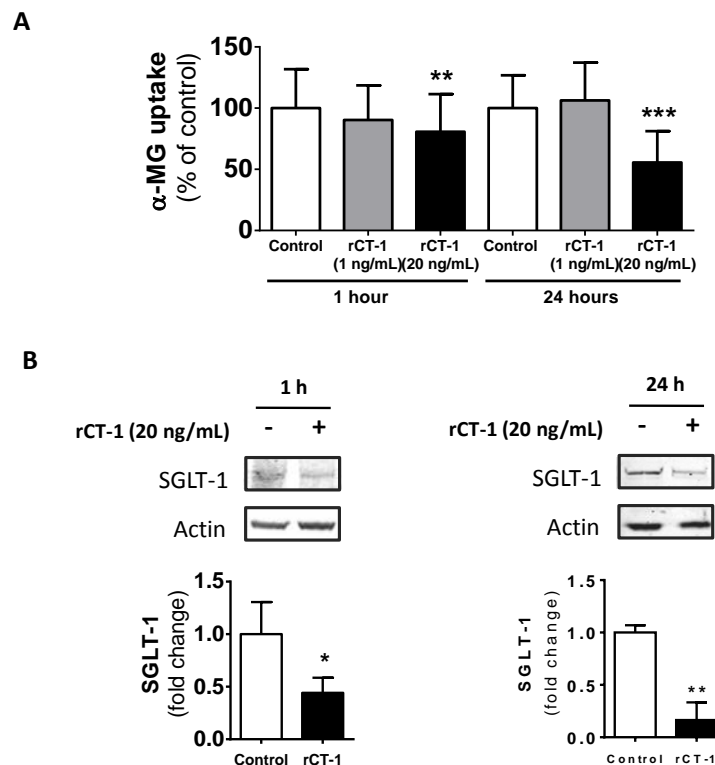 A
α-MG uptake
(% of control)
150
100
50
0
**
***
Control
rCT-1
(1 ng/mL)
rCT-1
(20 ng/mL)
Control
rCT-1
(1 ng/mL)
rCT-1
(20 ng/mL)
1 hour
24 hours
B
1 h
rCT-1 (20 ng/mL) - +
SGLT-1
Actin
SGLT-1
(fold change)
1.5
1.0
0.5
0.0
*
Control rCT-1
24 h
rCT-1 (20 ng/mL) - +
SGLT-1
Actin
SGLT-1
(fold change)
1.5
1.0
0.5
0.0
**
Control rCT-1